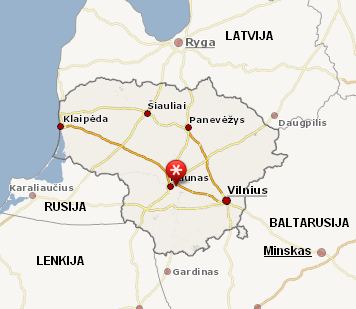 LATVIJA
Ryga
Šiauliai
Klaipėda
Panevėžys
Daugpilis
Karaliaučius
Vilnius
RUSIJA
BALTARUSIJA
Minskas
LENKIJA
Gardinas